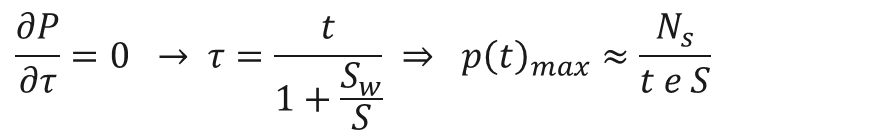 ∂P/∂τ = 0 → τ = t/(1 + S_w/S) ⇒ p(t)_max ≈ N_s/(t e S)